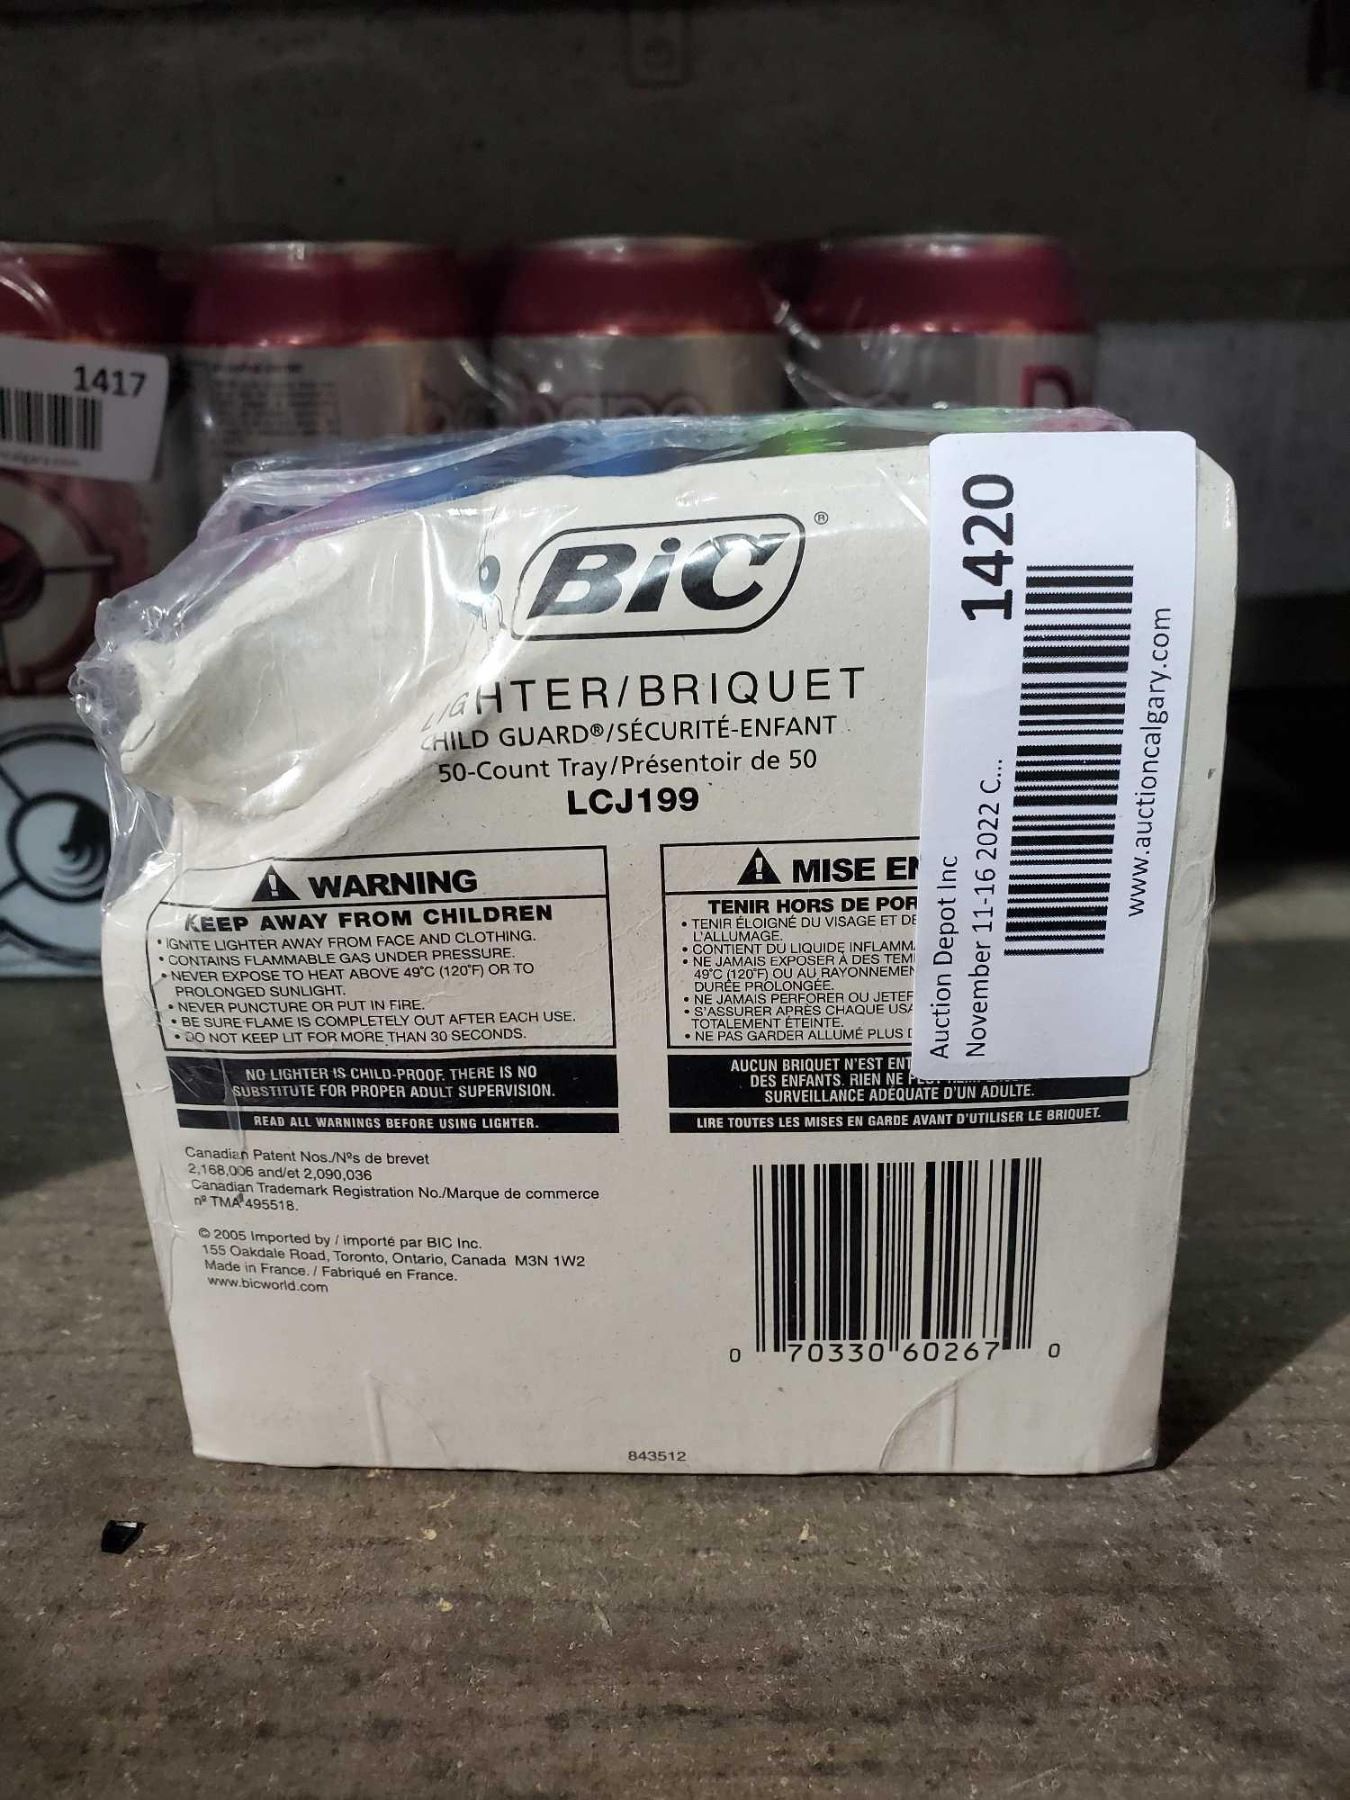 1417
BiC®
LIGHTER/BRIQUET
CHILD GUARD®/SÉCURITÉ-ENFANT
50-Count Tray/Présentoir de 50
LCJ199
WARNING
KEEP AWAY FROM CHILDREN
• IGNITE LIGHTER AWAY FROM FACE AND CLOTHING.
• CONTAINS FLAMMABLE GAS UNDER PRESSURE.
• NEVER EXPOSE TO HEAT ABOVE 49°C (120°F) OR TO
PROLONGED SUNLIGHT.
• NEVER PUNCTURE OR PUT IN FIRE.
• BE SURE FLAME IS COMPLETELY OUT AFTER EACH USE.
• DO NOT KEEP LIT FOR MORE THAN 30 SECONDS.
NO LIGHTER IS CHILD-PROOF. THERE IS NO
SUBSTITUTE FOR PROPER ADULT SUPERVISION.
READ ALL WARNINGS BEFORE USING LIGHTER.
MISE EN
TENIR HORS DE POR
• TENIR ÉLOIGNÉ DU VISAGE ET DE
L'ALLUMAGE.
• CONTIENT DU LIQUIDE INFLAMM
• NE JAMAIS EXPOSER À DES TEM
49°C (120°F) OU AU RAYONNEMEN
DURÉE PROLONGÉE.
• NE JAMAIS PERFORER OU JETER
• S'ASSURER APRÈS CHAQUE USA
TOTALEMENT ÉTEINTE.
• NE PAS GARDER ALLUMÉ PLUS D
AUCUN BRIQUET N'EST ENT
DES ENFANTS. RIEN NE
SURVEILLANCE ADÉQUATE D'UN ADULTE.
LIRE TOUTES LES MISES EN GARDE AVANT D'UTILISER LE BRIQUET.
Canadian Patent Nos./Nos de brevet
2,168,006 and/et 2,090,036
Canadian Trademark Registration No./Marque de commerce
nº TMA 495518.
© 2005 Imported by / importé par BIC Inc.
155 Oakdale Road, Toronto, Ontario, Canada M3N 1W2
Made in France. / Fabriqué en France.
www.bicworld.com
0 70330 60267 0
843512
1420
Auction Depot Inc
November 11-16 2022 C...
www.auctioncalgary.com